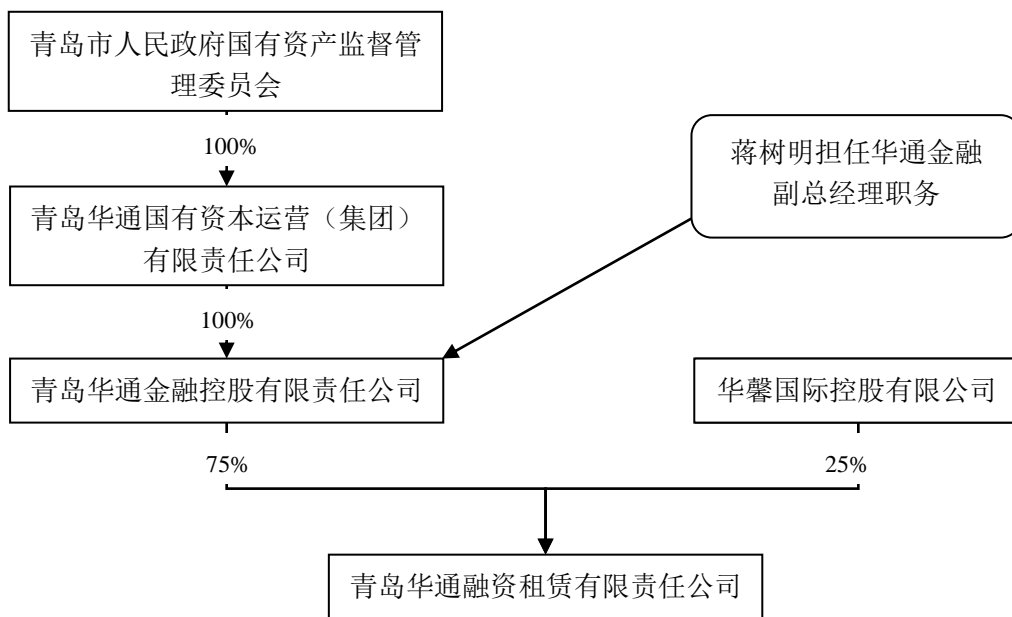 青岛市人民政府国有资产监督管
理委员会
100%
蒋树明担任华通金融
副总经理职务
青岛华通国有资本运营（集团）
有限责任公司
100%
青岛华通金融控股有限责任公司
华馨国际控股有限公司
75%
25%
青岛华通融资租赁有限责任公司